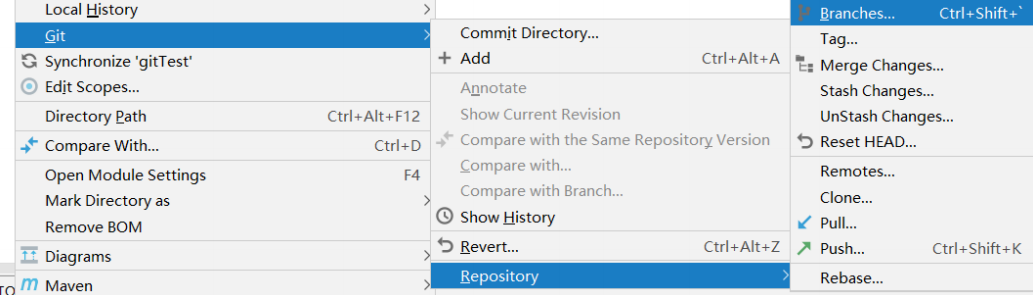 Local History
Git
Synchronize 'gitTest'
Edit Scopes...
Directory Path Ctrl+Alt+F12
Compare With... Ctrl+D
Open Module Settings F4
Mark Directory as
Remove BOM
Diagrams
Maven
Commit Directory...
Add Ctrl+Alt+A
Annotate
Show Current Revision
Compare with the Same Repository Version
Compare with...
Compare with Branch...
Show History
Revert... Ctrl+Alt+Z
Repository
Branches... Ctrl+Shift+`
Tag...
Merge Changes...
Stash Changes...
UnStash Changes...
Reset HEAD...
Remotes...
Clone...
Pull...
Push... Ctrl+Shift+K
Rebase...